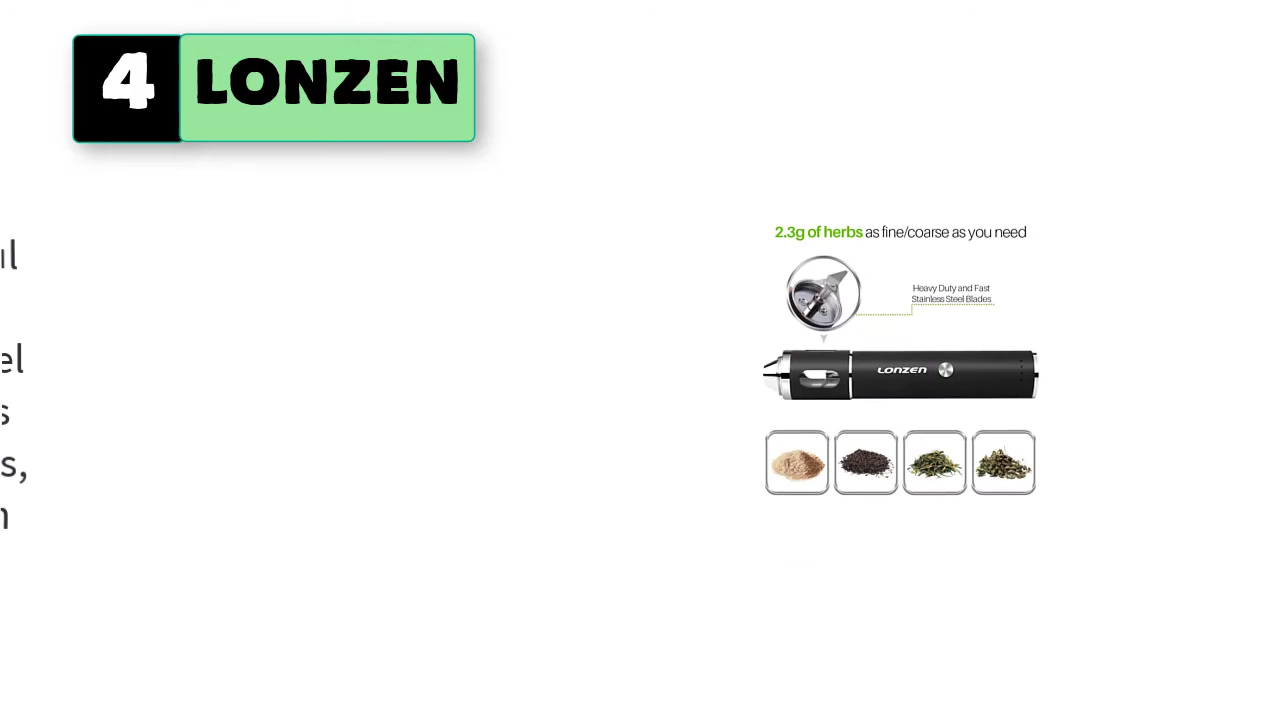 4 LONZEN
2.3g of herbs as fine/coarse as you need
Heavy Duty and Fast
Stainless Steel Blades
LONZEN